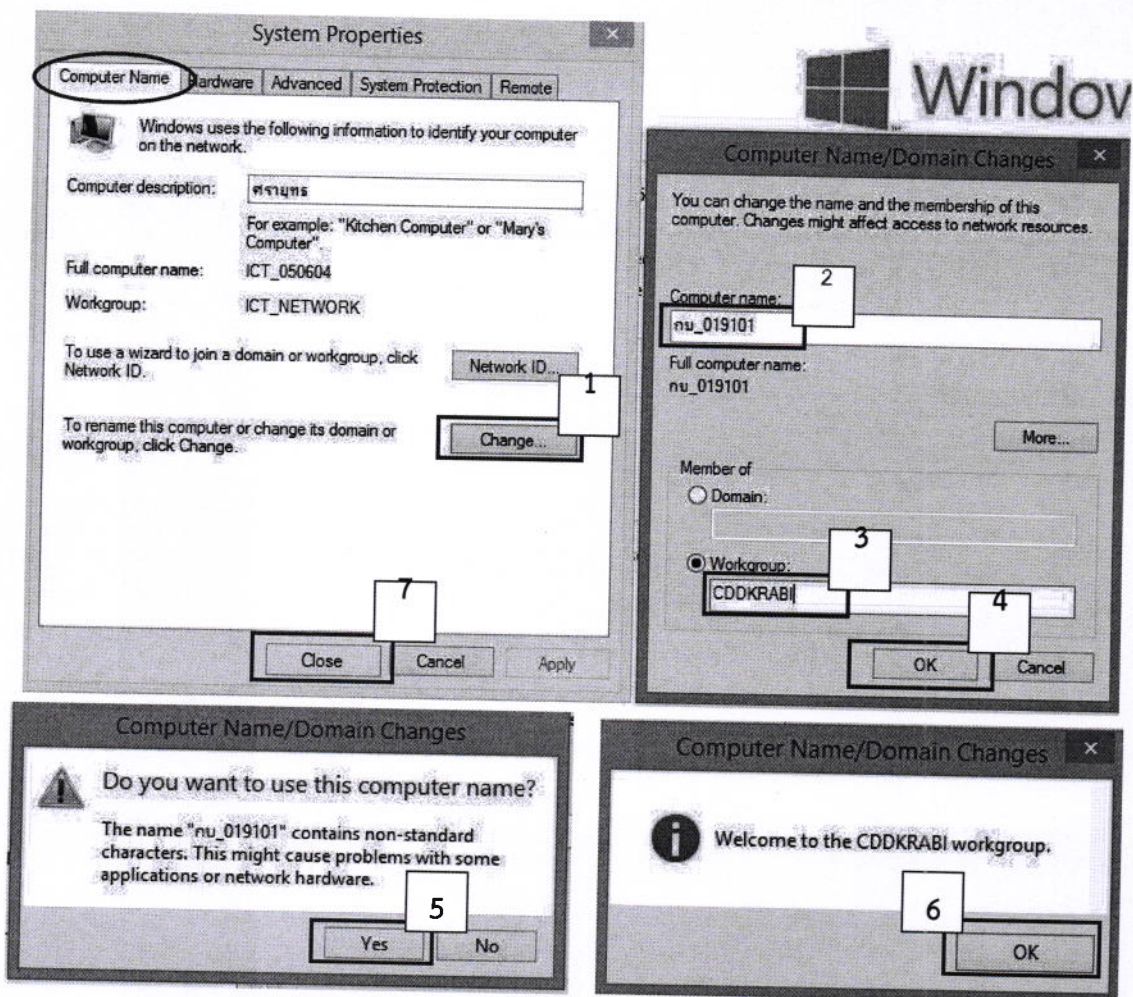 System Properties
Computer Name
Hardware
Advanced
System Protection
Remote
Windows uses the following information to identify your computer
on the network.
Computer description:
ศรายุทธ
For example: "Kitchen Computer" or "Mary's
Computer".
Full computer name:
ICT_050604
Workgroup:
ICT_NETWORK
To use a wizard to join a domain or workgroup, click
Network ID.
Network ID...
1
To rename this computer or change its domain or
workgroup, click Change.
Change...
7
Close
Cancel
Apply
Window
Computer Name/Domain Changes
You can change the name and the membership of this
computer. Changes might affect access to network resources.
2
Computer name:
กบ_019101
Full computer name:
กบ_019101
More...
Member of
Domain:
3
Workgroup:
CDDKRABI
4
OK
Cancel
Computer Name/Domain Changes
Do you want to use this computer name?
The name "กบ_019101" contains non-standard
characters. This might cause problems with some
applications or network hardware.
5
Yes
No
Computer Name/Domain Changes
Welcome to the CDDKRABI workgroup.
6
OK